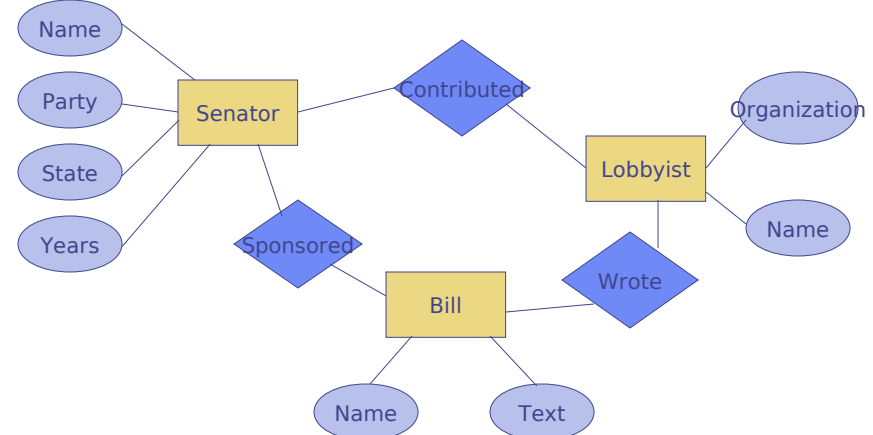 Name
Contributed
Party
Organization
Senator
State
Lobbyist
Years
Sponsored
Name
Wrote
Bill
Name
Text